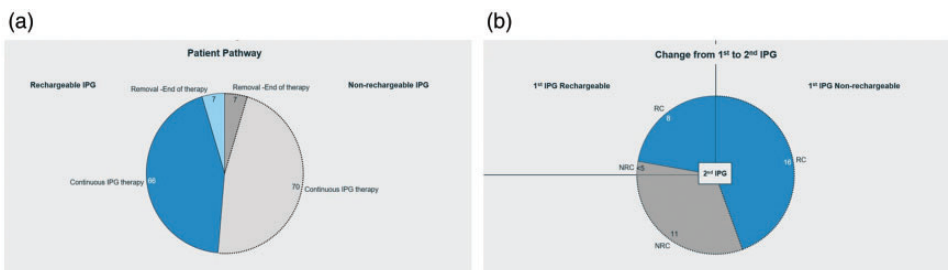 (a)
Patient Pathway
Rechargeable IPG
Non-rechargeable IPG
Removal -End of therapy
Removal -End of therapy
7
7
Continuous IPG therapy
66
70
Continuous IPG therapy
(b)
Change from 1st to 2nd IPG
1st IPG Rechargeable
1st IPG Non-rechargeable
RC
8
16
RC
NRC
<5
2nd IPG
11
NRC